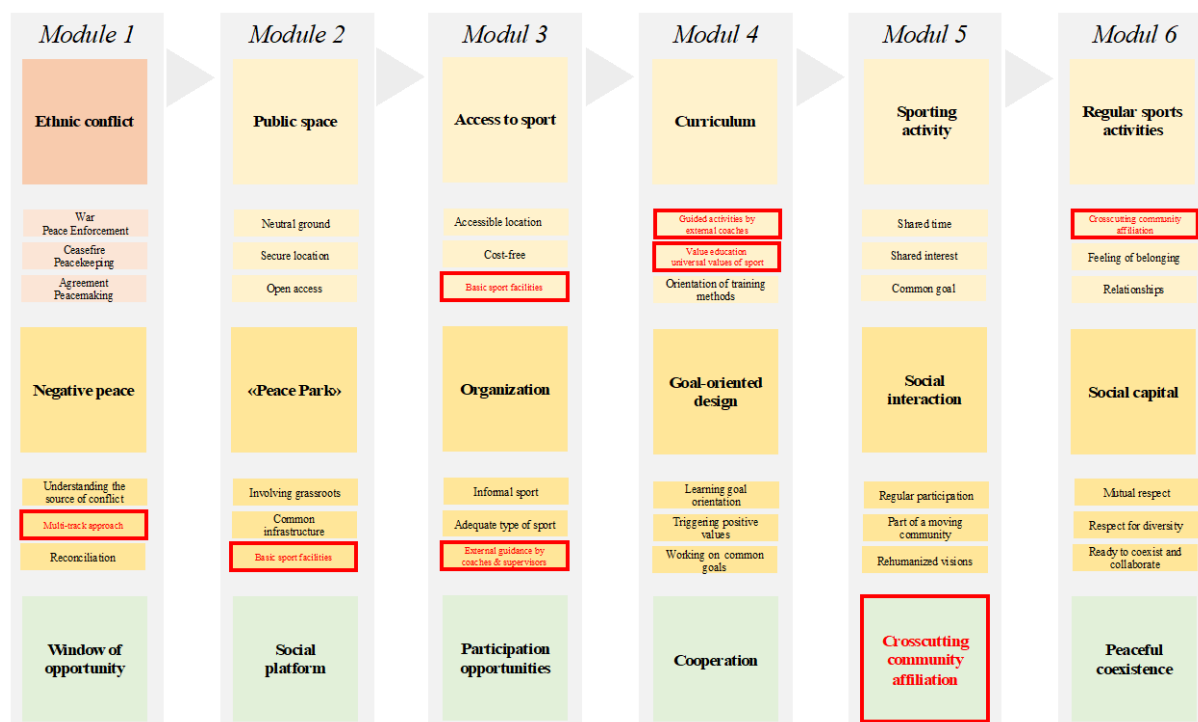 Module 1
Ethnic conflict
War
Peace Enforcement
Ceasefire
Peacekeeping
Agreement
Peacemaking
Negative peace
Understanding the
source of conflict
Multi-track approach
Reconciliation
Window of
opportunity
Module 2
Public space
Neutral ground
Secure location
Open access
«Peace Park»
Involving grassroots
Common
infrastructure
Basic sport facilities
Social
platform
Modul 3
Access to sport
Accessible location
Cost-free
Basic sport facilities
Organization
Informal sport
Adequate type of sport
External guidance by
coaches & supervisors
Participation
opportunities
Modul 4
Curriculum
Guided activities by
external coaches
Value education
universal values of sport
Orientation of training
methods
Goal-oriented
design
Learning goal
orientation
Triggering positive
values
Working on common
goals
Cooperation
Modul 5
Sporting
activity
Shared time
Shared interest
Common goal
Social
interaction
Regular participation
Part of a moving
community
Rehumanized visions
Crosscutting
community
affiliation
Modul 6
Regular sports
activities
Crosscutting community
affiliation
Feeling of belonging
Relationships
Social capital
Mutual respect
Respect for diversity
Ready to coexist and
collaborate
Peaceful
coexistence